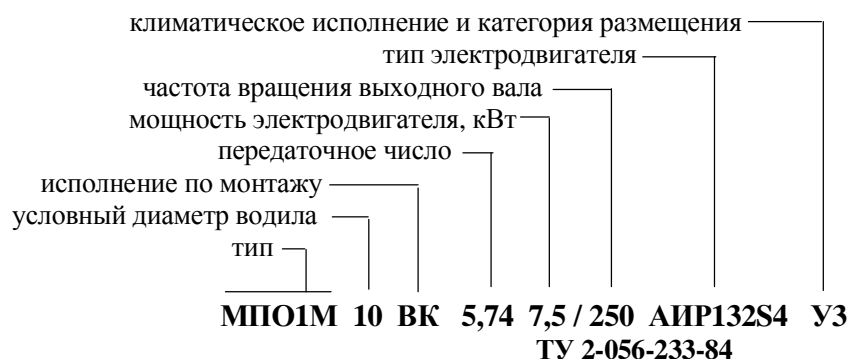 климатическое исполнение и категория размещения
тип электродвигателя
частота вращения выходного вала
мощность электродвигателя, кВт
передаточное число
исполнение по монтажу
условный диаметр водила
тип
МПО1М 10 ВК 5,74 7,5 / 250 АИР132S4 У3
ТУ 2-056-233-84